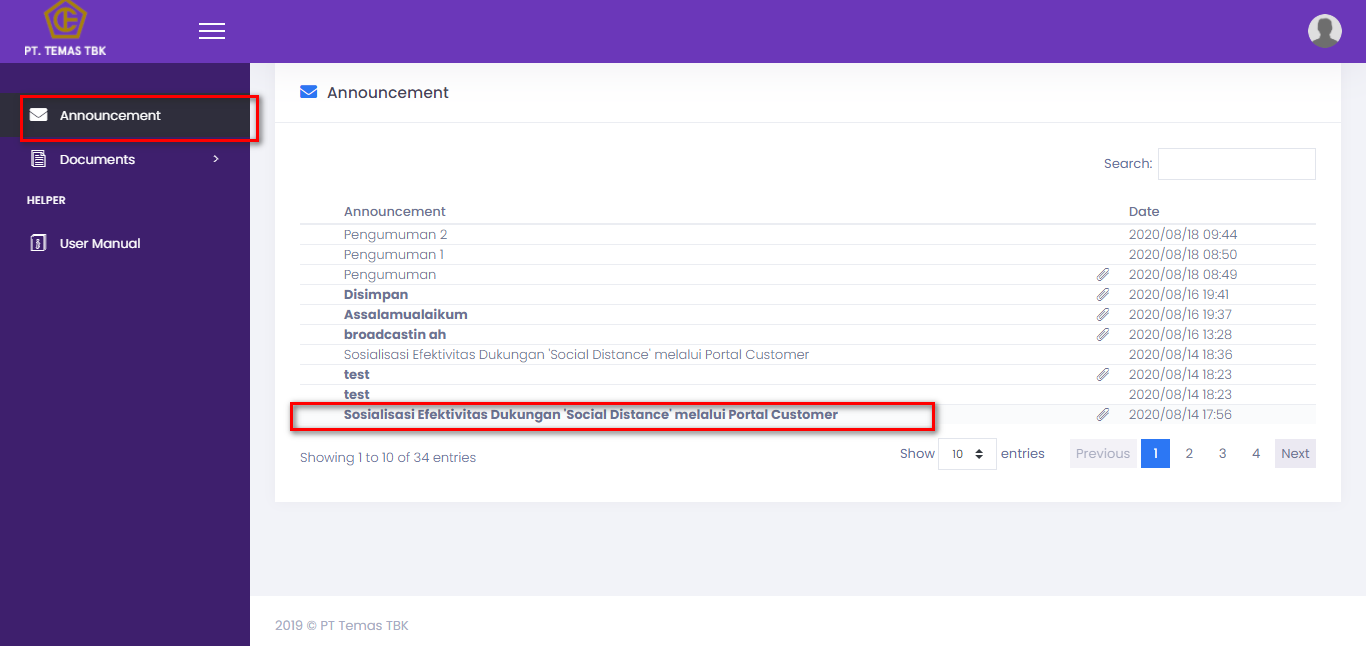 PT. TEMAS TBK
Announcement
Documents
HELPER
User Manual
Announcement
Search:
Announcement Date
Pengumuman 2 2020/08/18 09:44
Pengumuman 1 2020/08/18 08:50
Pengumuman 2020/08/18 08:49
Disimpan 2020/08/16 19:41
Assalamualaikum 2020/08/16 19:37
broadcastin ah 2020/08/16 13:28
Sosialisasi Efektivitas Dukungan 'Social Distance' melalui Portal Customer 2020/08/14 18:36
test 2020/08/14 18:23
test 2020/08/14 18:23
Sosialisasi Efektivitas Dukungan 'Social Distance' melalui Portal Customer 2020/08/14 17:56
Showing 1 to 10 of 34 entries Show 10 entries Previous 1 2 3 4 Next
2019 © PT Temas TBK